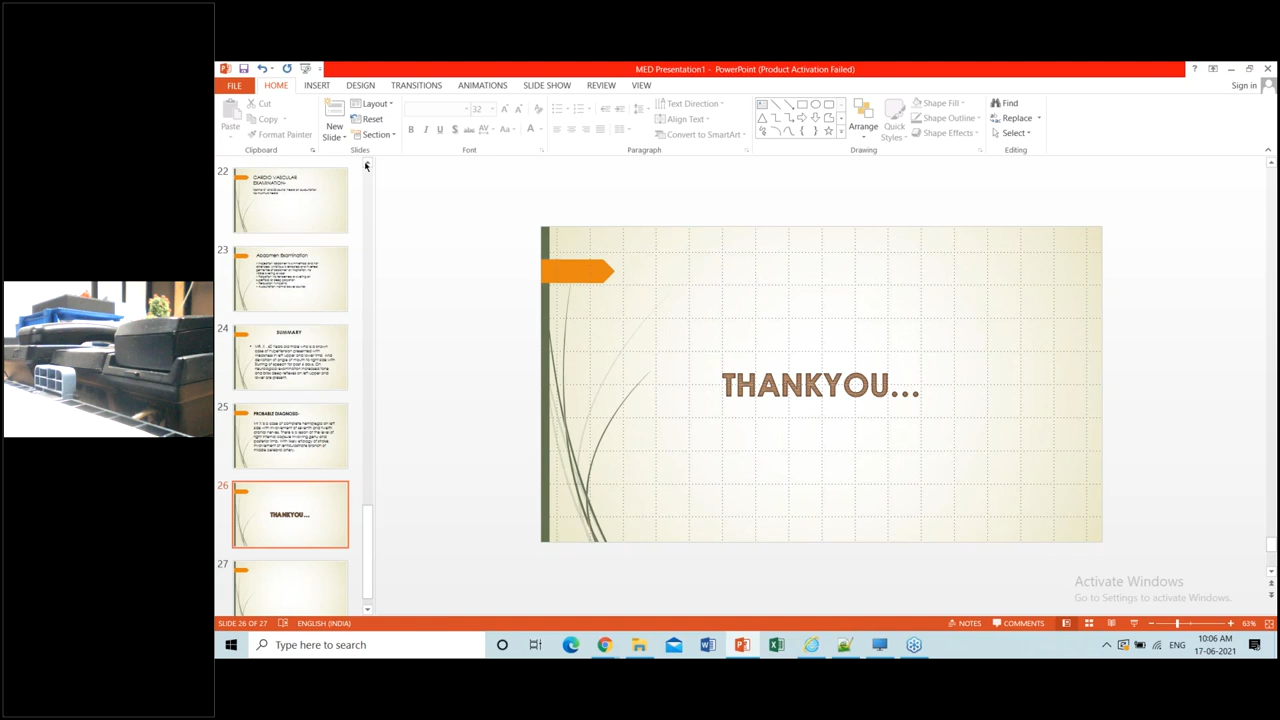 MED Presentation1 - PowerPoint (Product Activation Failed)
FILE HOME INSERT DESIGN TRANSITIONS ANIMATIONS SLIDE SHOW REVIEW VIEW Sign in
Paste Cut Copy Format Painter
Clipboard
New Slide Layout Reset Section
Slides
32
B I U S abc AV Aa A
Font
Text Direction Align Text Convert to SmartArt
Paragraph
Arrange Quick Styles Shape Fill Shape Outline Shape Effects
Drawing
Find Replace Select
Editing
22
CARDIO VASCULAR
EXAMINATION-
23
Abdomen Examination
24
SUMMARY
25
PROBABLE DIAGNOSIS-
26
THANKYOU...
27
THANKYOU...
Activate Windows
Go to Settings to activate Windows.
SLIDE 26 OF 27 ENGLISH (INDIA) NOTES COMMENTS 63%
Type here to search
ENG
10:06 AM
17-06-2021